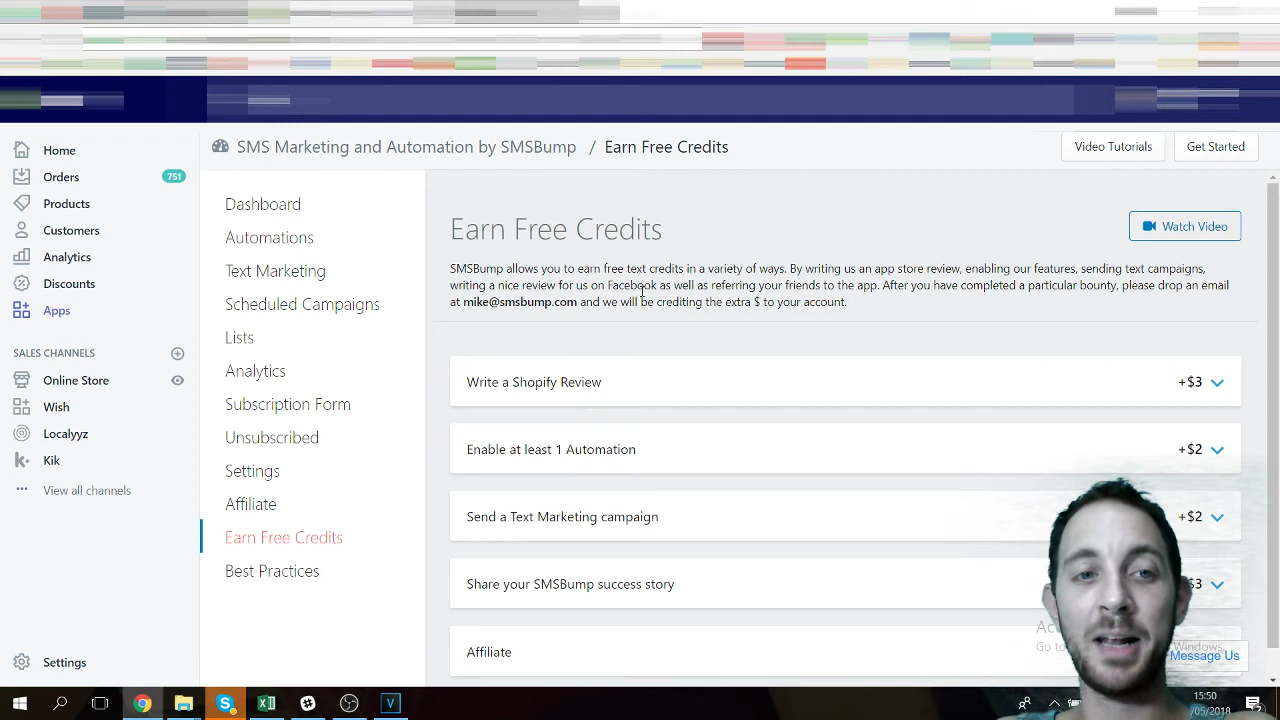 SMS Marketing and Automation by SMSBump / Earn Free Credits
Video Tutorials
Get Started
Home
Orders
751
Products
Customers
Analytics
Discounts
Apps
SALES CHANNELS
Online Store
Wish
Localyyz
Kik
View all channels
Settings
Dashboard
Automations
Text Marketing
Scheduled Campaigns
Lists
Analytics
Subscription Form
Unsubscribed
Settings
Affiliate
Earn Free Credits
Best Practices
Earn Free Credits
Watch Video
SMSBump allows you to earn free text credits in a variety of ways. By writing us an app store review, enabling our features, sending text campaigns,
writing a nice review for us on Facebook as well as referring your friends to the app. After you have completed a particular bounty, please drop an email
at mike@smsbump.com and we will be crediting the extra $ to your account.
Write a Shopify Review +$3
Enable at least 1 Automation +$2
Send a Text Marketing campaign +$2
Share your SMSBump success story $3
Affiliate
Go to
Windows.
Message Us
15:50
/05/2018